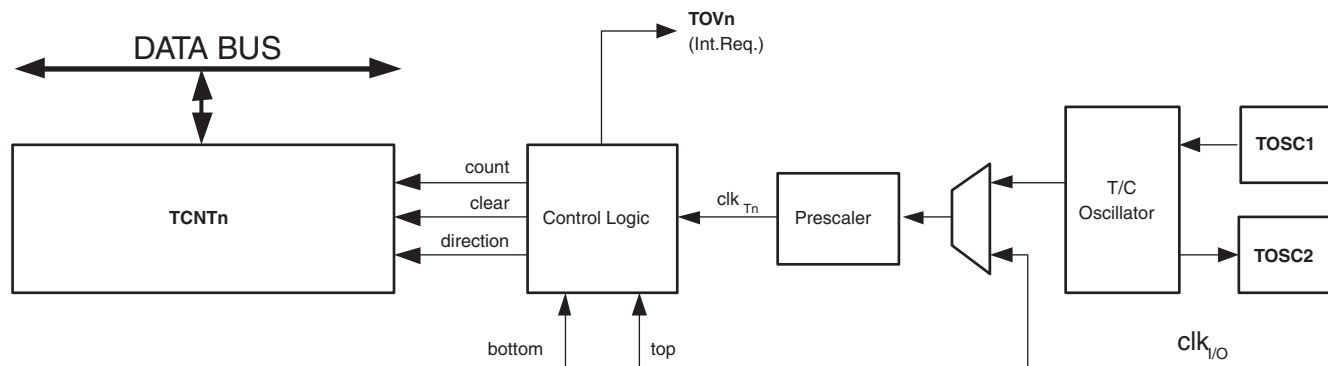 DATA BUS
TOVn
(Int.Req.)
TCNTn
count
clear
direction
Control Logic
clk Tn
Prescaler
T/C
Oscillator
TOSC1
TOSC2
bottom
top
clk I/O